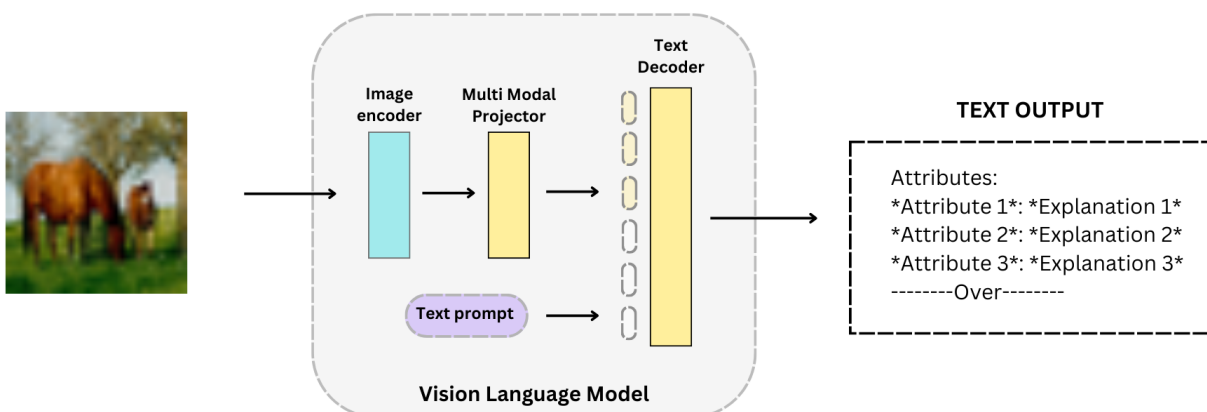 Image
encoder
Multi Modal
Projector
Text
Decoder
Text prompt
Vision Language Model
TEXT OUTPUT
Attributes:
*Attribute 1*: *Explanation 1*
*Attribute 2*: *Explanation 2*
*Attribute 3*: *Explanation 3*
--------Over--------